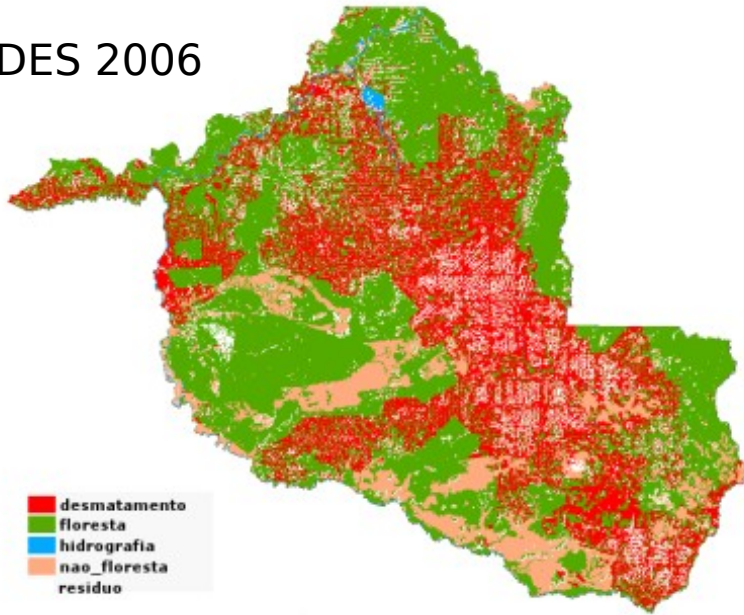 DES 2006
desmatamento
floresta
hidrografia
nao_floresta
residuo